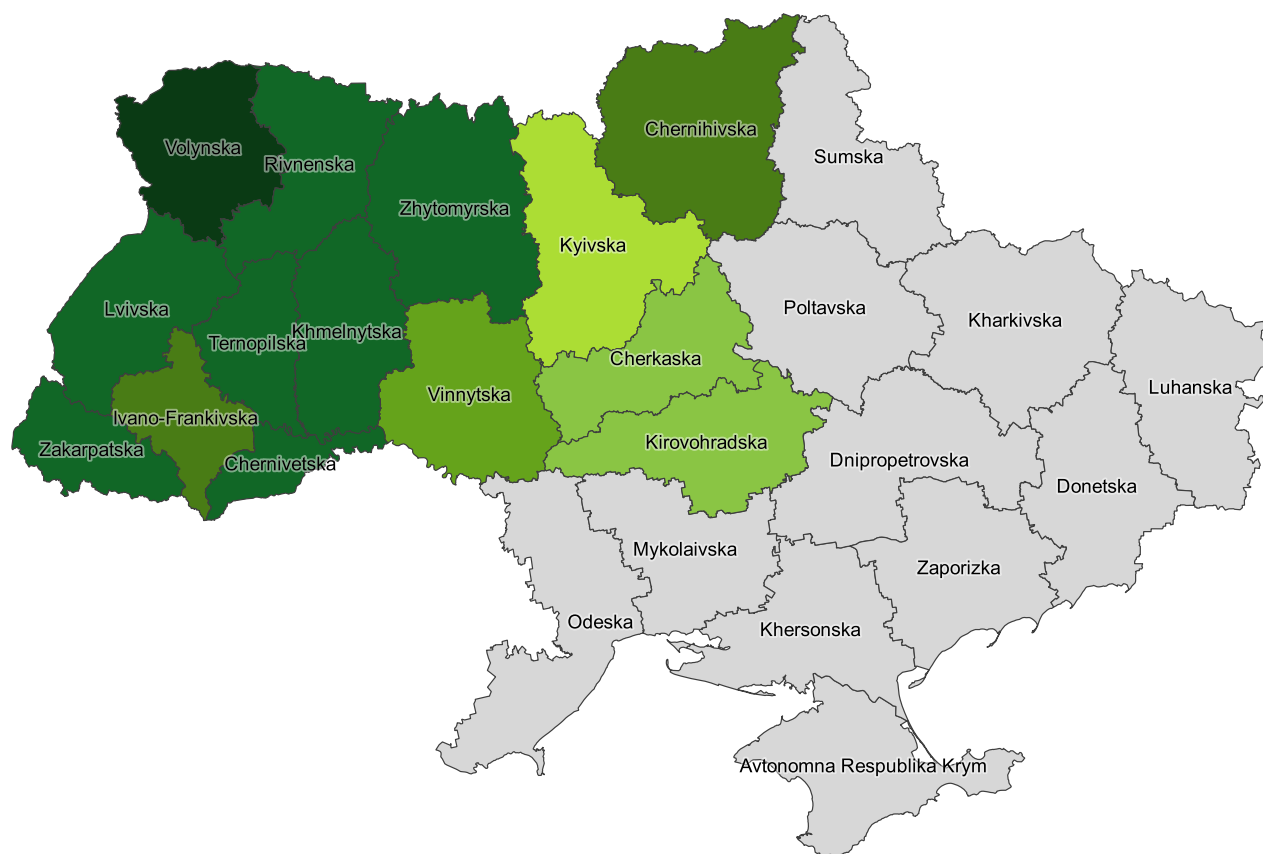 Chernihivska
Volynska
Sumska
Rivnenska
Zhytomyrska
Kyivska
Lvivska
Poltavska
Kharkivska
Khmelnytska
Ternopilska
Cherkaska
Luhanska
Vinnytska
Ivano-Frankivska
Kirovohradska
Zakarpatska
Chernivetska
Dnipropetrovska
Donetska
Mykolaivska
Zaporizka
Odeska
Khersonska
Avtonomna Respublika Krym